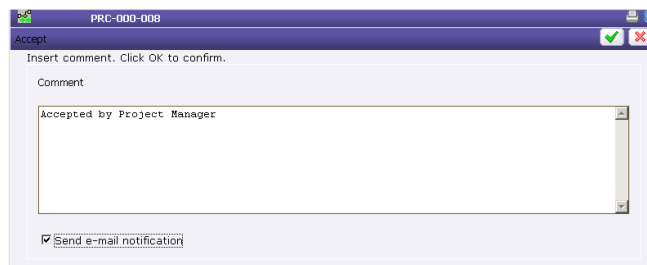 PRC-000-008
Accept
Insert comment. Click OK to confirm.
Comment
Accepted by Project Manager
Send e-mail notification